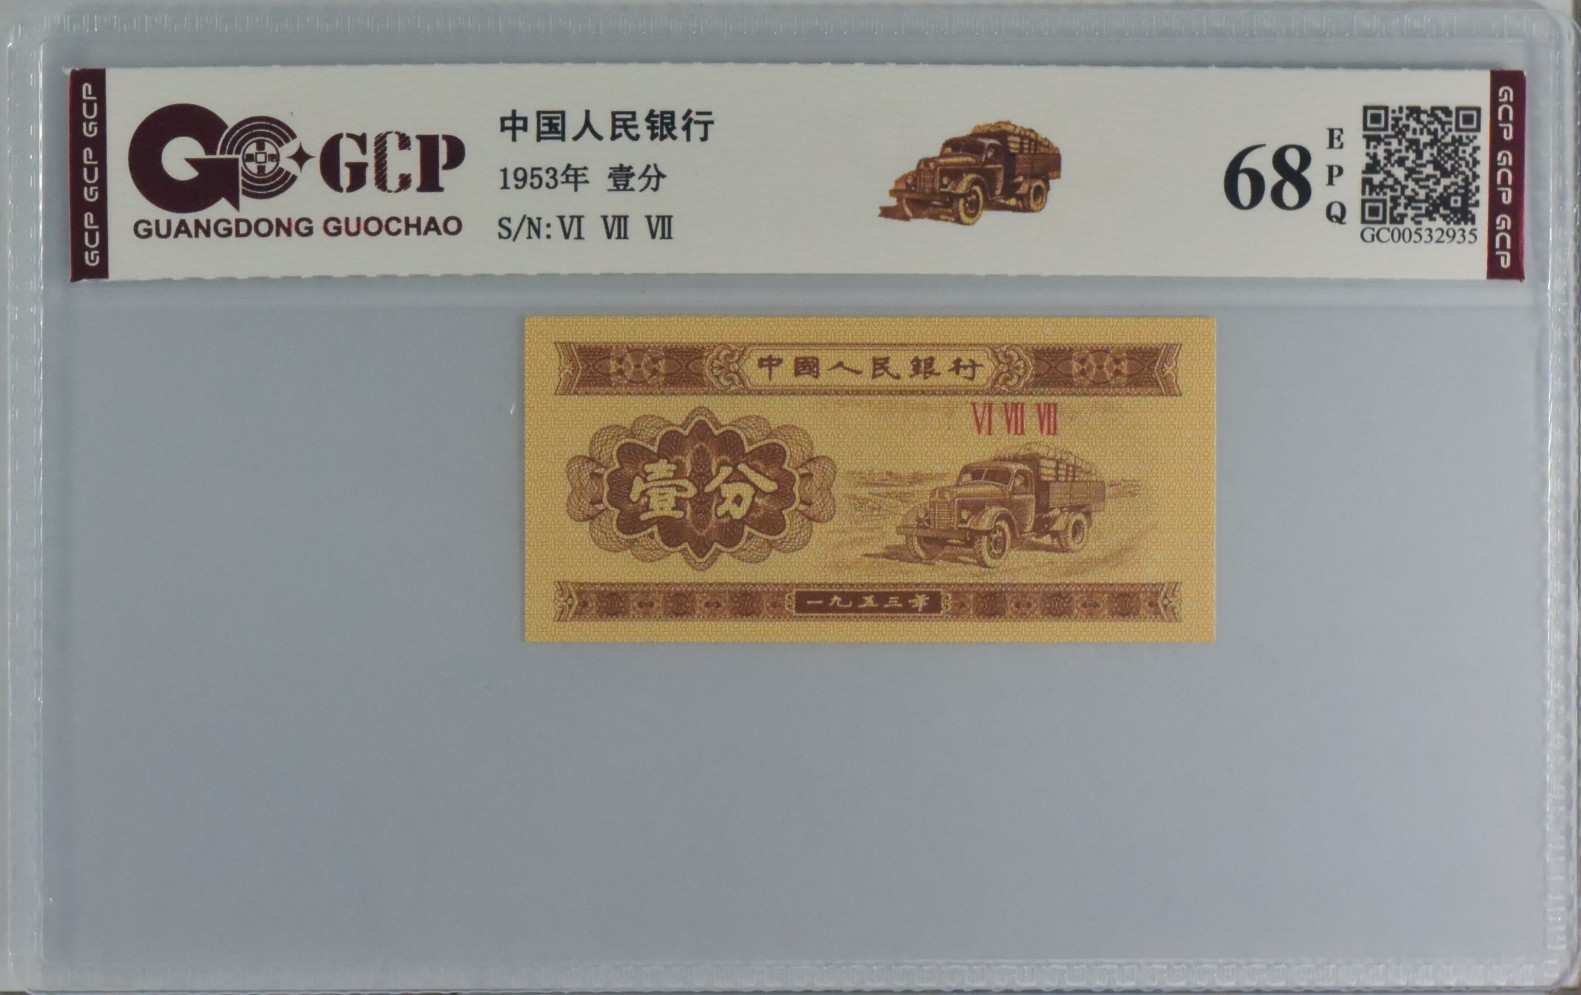 GCP GCP GCP
GCP
GUANGDONG GUOCHAO
中国人民银行
1953年 壹分
S/N:Ⅵ Ⅶ Ⅶ
68
EPQ
GC00532935
GCP GCP GCP
中國人民銀行
Ⅵ Ⅶ Ⅶ
壹分
一九五三年